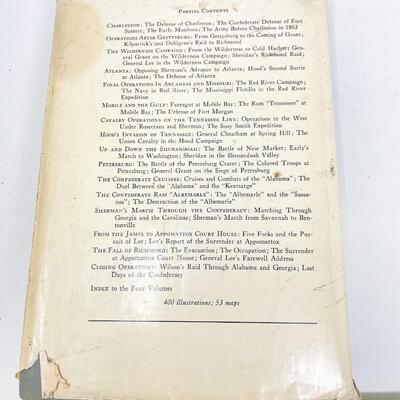 PARTIAL CONTENTS
CHARLESTON: The Defense of Charleston; The Confederate Defense of Fort
Sumter; The Early Monitors; The Army Before Charleston in 1863
OPERATIONS AFTER GETTYSBURG: From Gettysburg to the Coming of Grant;
Kilpatrick's and Dahlgren's Raid to Richmond
THE WILDERNESS CAMPAIGN: From the Wilderness to Cold Harbor; Gen-
eral Grant on the Wilderness Campaign; Sheridan's Richmond Raid;
General Lee in the Wilderness Campaign
ATLANTA: Opposing Sherman's Advance to Atlanta; Hood's Second Sortie
at Atlanta; The Defense of Atlanta
FINAL OPERATIONS IN ARKANSAS AND MISSOURI: The Red River Campaign;
The Navy in Red River; The Mississippi Flotilla in the Red River
Expedition
MOBILE AND THE GULF: Farragut at Mobile Bay; The Ram "Tennessee" at
Mobile Bay; The Defense of Fort Morgan
CAVALRY OPERATIONS ON THE TENNESSEE LINE: Operations in the West
Under Rosecrans and Sherman; The Sooy Smith Expedition
HOOD'S INVASION OF TENNESSEE: General Cheatham at Spring Hill; The
Union Cavalry in the Hood Campaign
UP AND DOWN THE SHENANDOAH: The Battle of New Market; Early's
March to Washington; Sheridan in the Shenandoah Valley
PETERSBURG: The Battle of the Petersburg Crater; The Colored Troops at
Petersburg; General Grant on the Siege of Petersburg
THE CONFEDERATE CRUISERS: Cruises and Combats of the "Alabama"; The
Duel Between the "Alabama" and the "Kearsarge"
THE CONFEDERATE RAM "ALBEMARLE": The "Albemarle" and the "Sassa-
cus"; The Destruction of the "Albemarle"
SHERMAN'S MARCH THROUGH THE CONFEDERACY: Marching Through
Georgia and the Carolinas; Sherman's March from Savannah to Ben-
tonville
FROM THE JAMES TO APPOMATTOX COURT HOUSE: Five Forks and the Pur-
suit of Lee; Lee's Report of the Surrender at Appomattox
THE FALL OF RICHMOND: The Evacuation; The Occupation; The Surrender
at Appomattox Court House; General Lee's Farewell Address
CLOSING OPERATIONS: Wilson's Raid Through Alabama and Georgia; Last
Days of the Confederacy
INDEX to the Four Volumes
400 illustrations; 53 maps